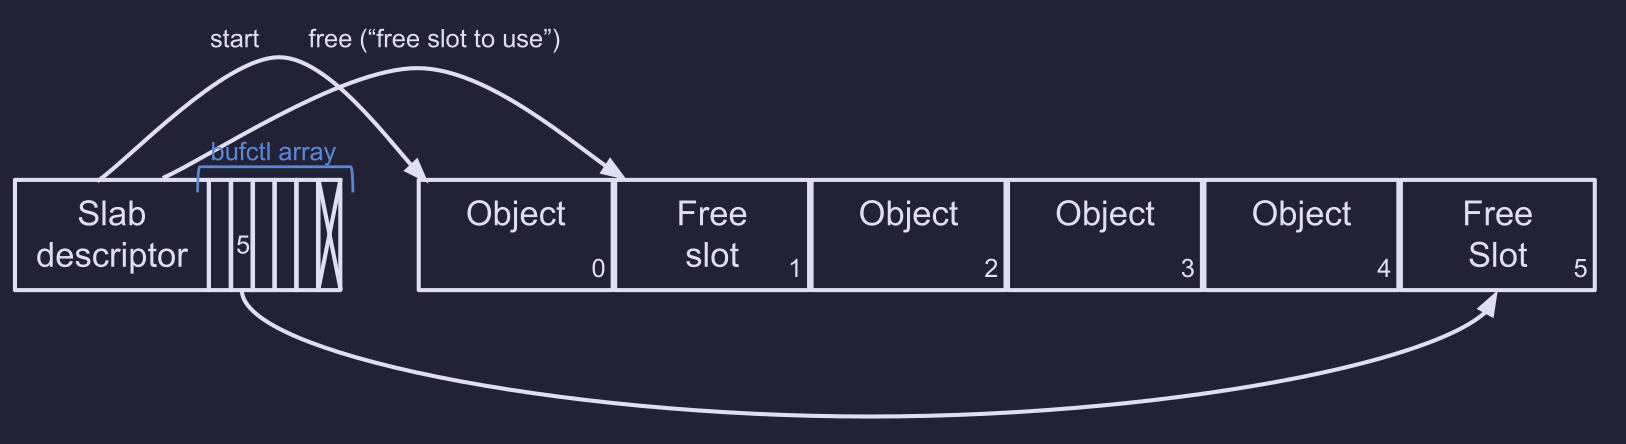 start
free (“free slot to use”)
bufctl array
Slab
descriptor
5
Object
0
Free
slot
1
Object
2
Object
3
Object
4
Free
Slot
5